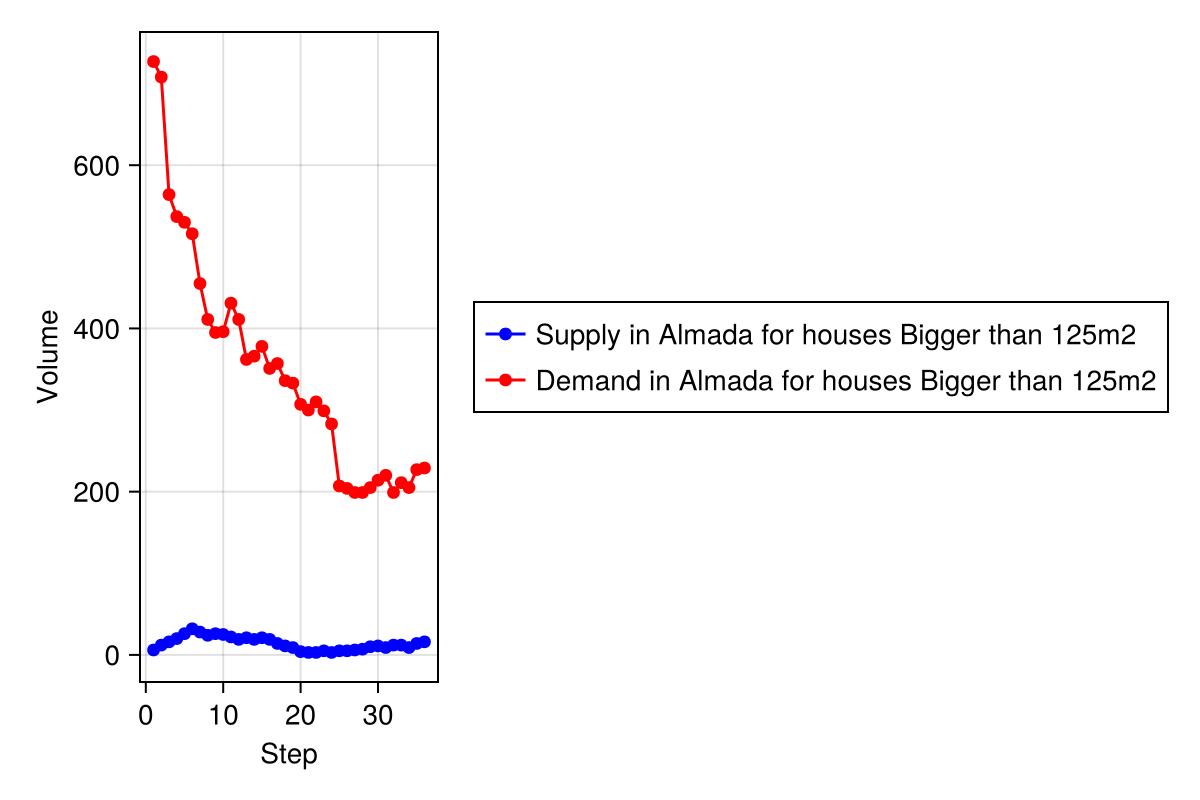 Volume
600
400
200
0
0 10 20 30
Step
Supply in Almada for houses Bigger than 125m2
Demand in Almada for houses Bigger than 125m2